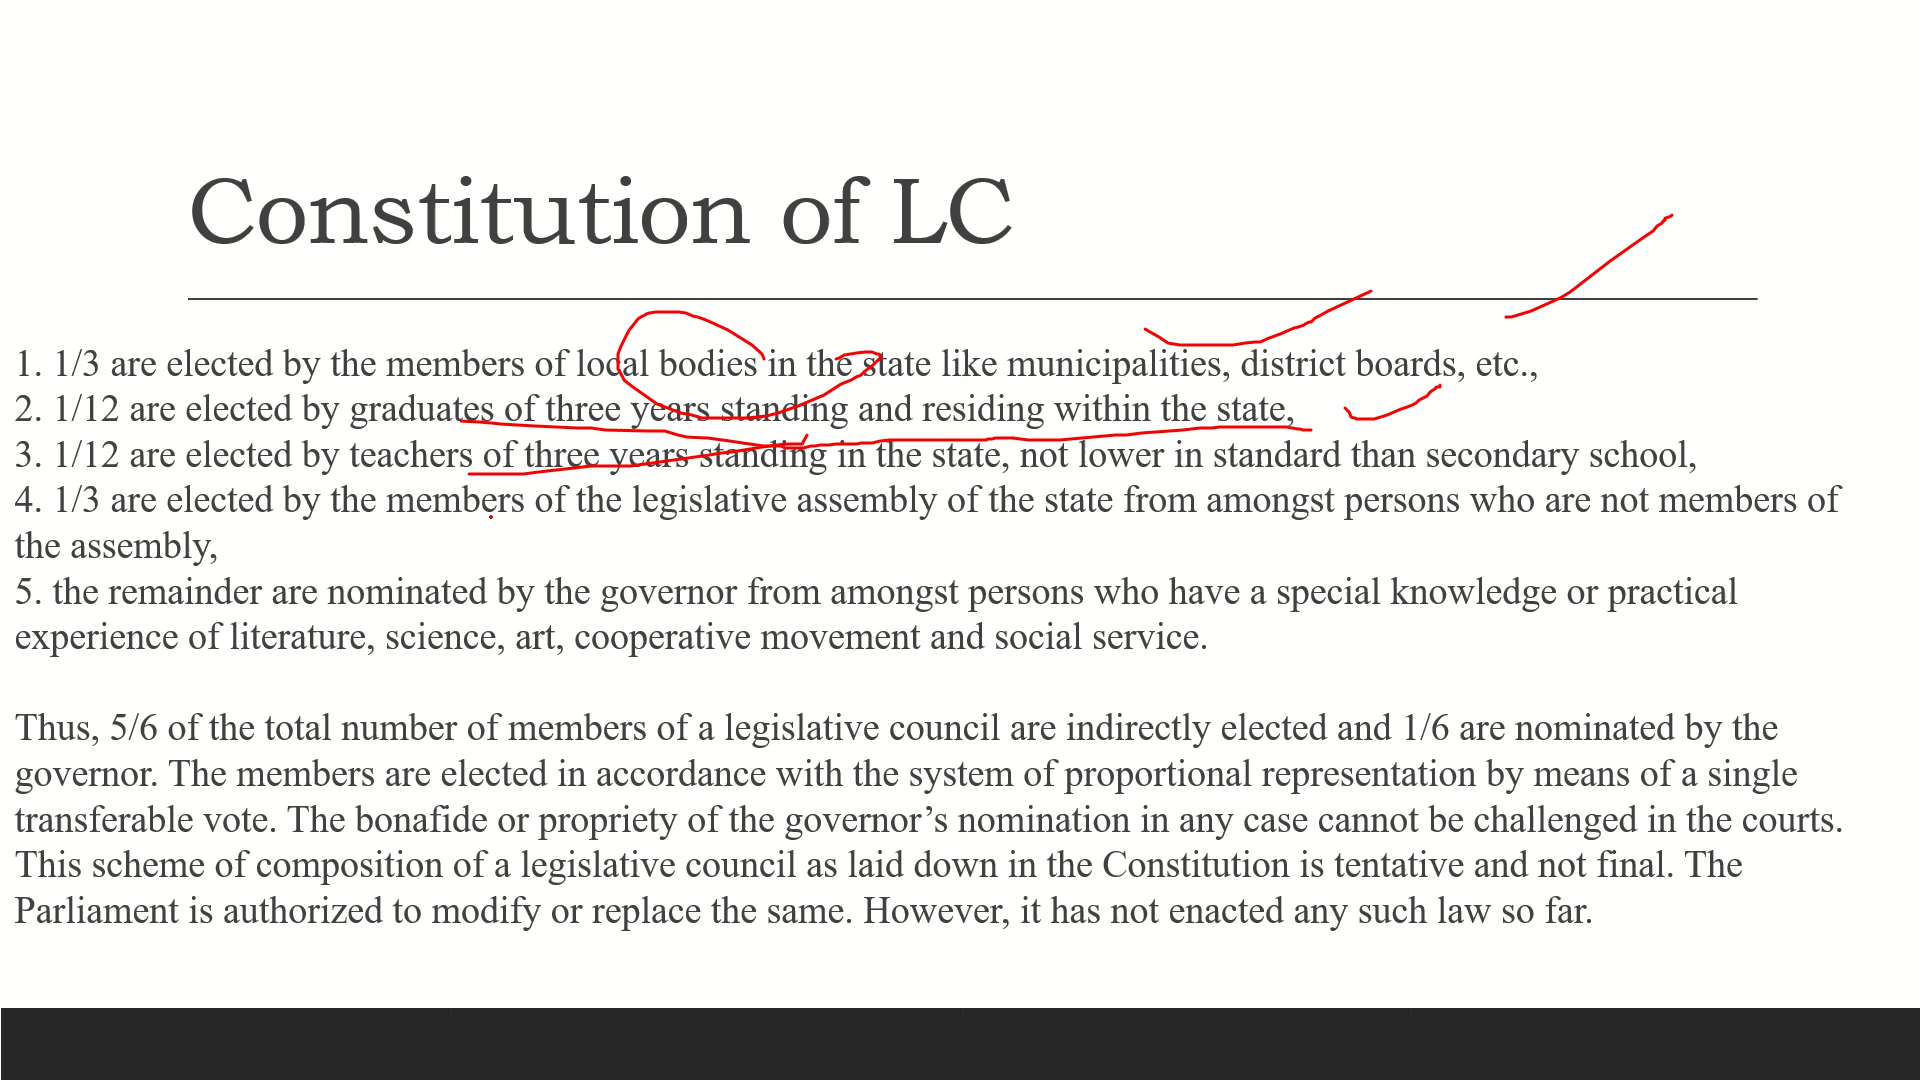 Constitution of LC
1. 1/3 are elected by the members of local bodies in the state like municipalities, district boards, etc.,
2. 1/12 are elected by graduates of three years standing and residing within the state,
3. 1/12 are elected by teachers of three years standing in the state, not lower in standard than secondary school,
4. 1/3 are elected by the members of the legislative assembly of the state from amongst persons who are not members of
the assembly,
5. the remainder are nominated by the governor from amongst persons who have a special knowledge or practical
experience of literature, science, art, cooperative movement and social service.
Thus, 5/6 of the total number of members of a legislative council are indirectly elected and 1/6 are nominated by the
governor. The members are elected in accordance with the system of proportional representation by means of a single
transferable vote. The bonafide or propriety of the governor’s nomination in any case cannot be challenged in the courts.
This scheme of composition of a legislative council as laid down in the Constitution is tentative and not final. The
Parliament is authorized to modify or replace the same. However, it has not enacted any such law so far.